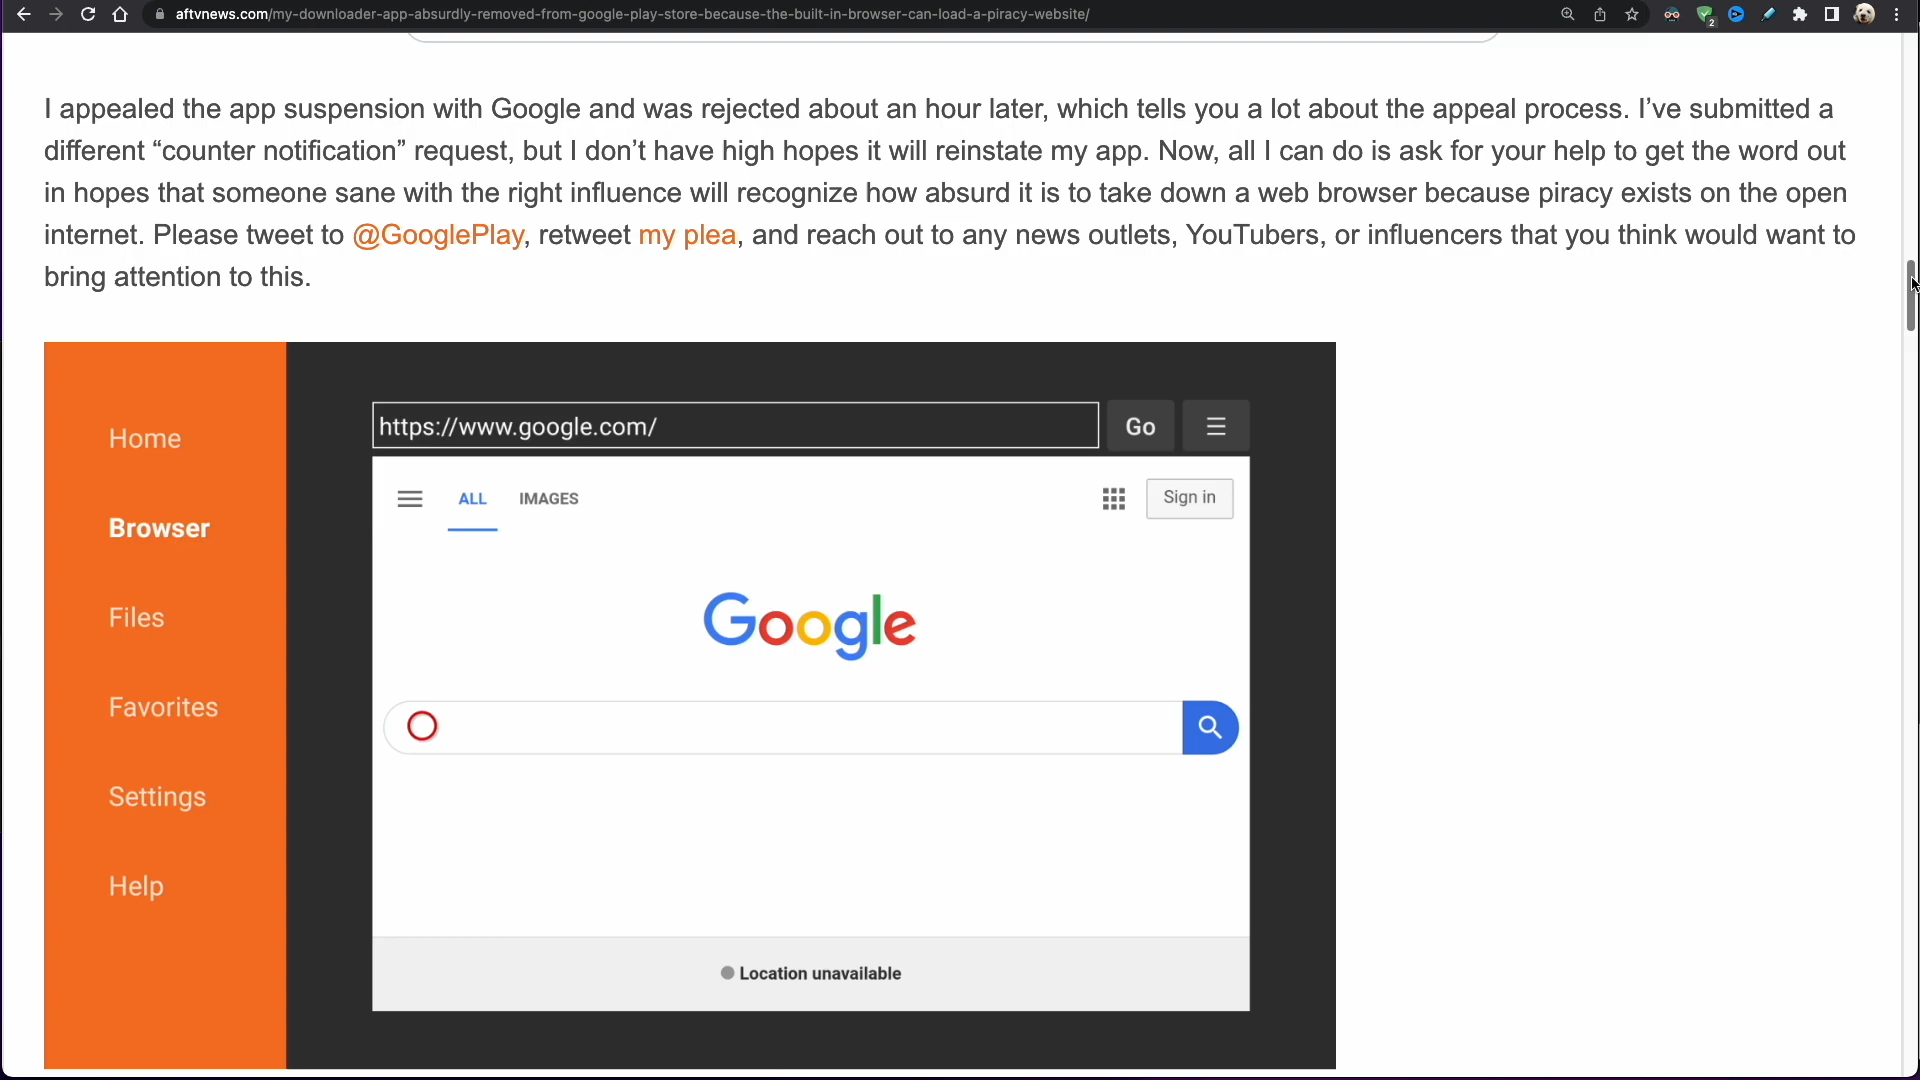 aftvnews.com/my-downloader-app-absurdly-removed-from-google-play-store-because-the-built-in-browser-can-load-a-piracy-website/
2
I appealed the app suspension with Google and was rejected about an hour later, which tells you a lot about the appeal process. I’ve submitted a
different “counter notification” request, but I don’t have high hopes it will reinstate my app. Now, all I can do is ask for your help to get the word out
in hopes that someone sane with the right influence will recognize how absurd it is to take down a web browser because piracy exists on the open
internet. Please tweet to @GooglePlay, retweet my plea, and reach out to any news outlets, YouTubers, or influencers that you think would want to
bring attention to this.
https://www.google.com/ Go
Home
ALL IMAGES Sign in
Browser
Files
Google
Favorites
Settings
Help
Location unavailable